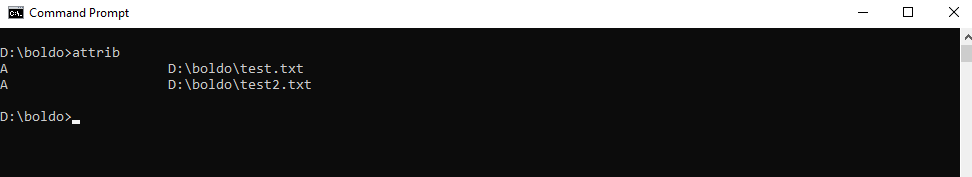 Command Prompt
D:\boldo>attrib
A                    D:\boldo\test.txt
A                    D:\boldo\test2.txt
D:\boldo>